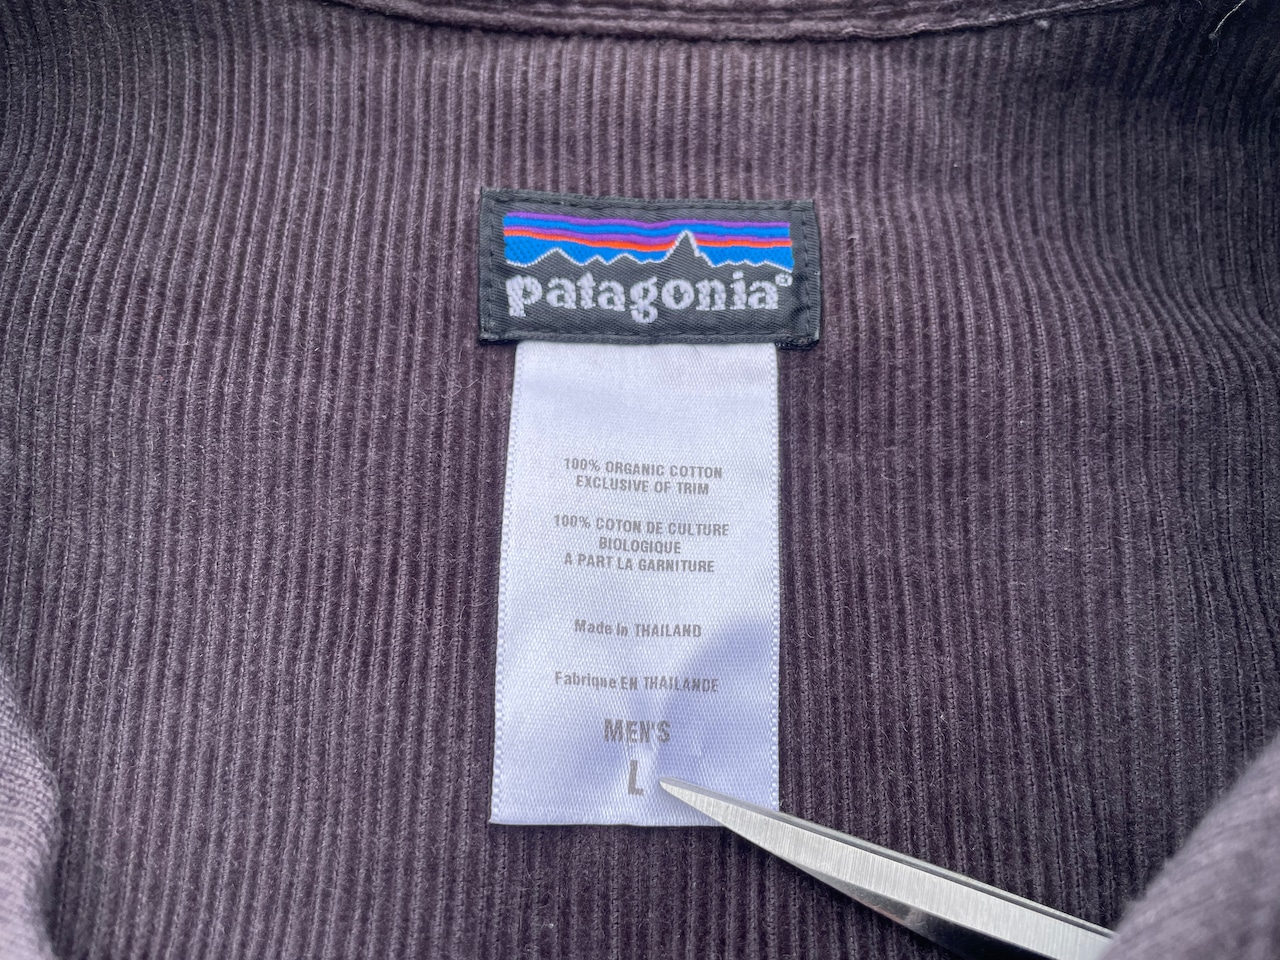 patagonia®
100% ORGANIC COTTON
EXCLUSIVE OF TRIM
100% COTON DE CULTURE
BIOLOGIQUE
A PART LA GARNITURE
Made in THAILAND
Fabrique EN THAILANDE
MEN'S
L